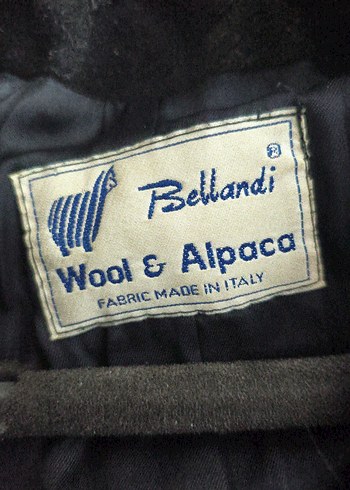 Bellandi ®
Wool & Alpaca
FABRIC MADE IN ITALY